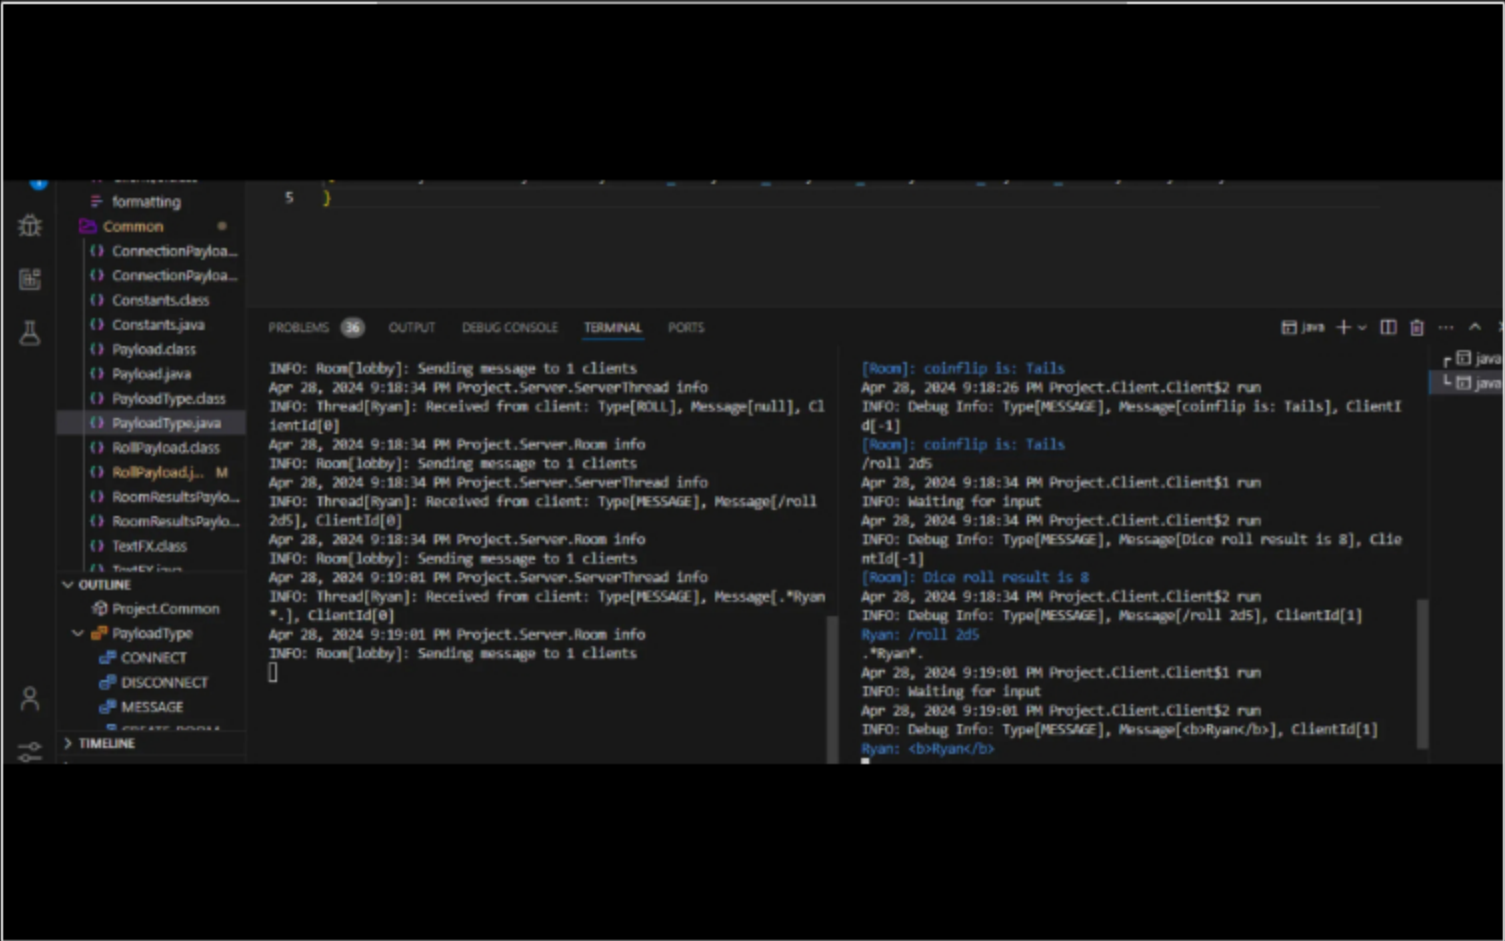 formatting
Common
ConnectionPayloa...
ConnectionPayloa...
Constants.class
Constants.java
Payload.class
Payload.java
PayloadType.class
PayloadType.java
RollPayload.class
RollPayload.j... M
RoomResultsPaylo...
RoomResultsPaylo...
TextFX.class
TextFX.java
OUTLINE
Project.Common
PayloadType
CONNECT
DISCONNECT
MESSAGE
CREATE_ROOM
TIMELINE
5 }
PROBLEMS 36 OUTPUT DEBUG CONSOLE TERMINAL PORTS
java
INFO: Room[lobby]: Sending message to 1 clients
Apr 28, 2024 9:18:34 PM Project.Server.ServerThread info
INFO: Thread[Ryan]: Received from client: Type[ROLL], Message[null], Cl
ientId[0]
Apr 28, 2024 9:18:34 PM Project.Server.Room info
INFO: Room[lobby]: Sending message to 1 clients
Apr 28, 2024 9:18:34 PM Project.Server.ServerThread info
INFO: Thread[Ryan]: Received from client: Type[MESSAGE], Message[/roll
2d5], ClientId[0]
Apr 28, 2024 9:18:34 PM Project.Server.Room info
INFO: Room[lobby]: Sending message to 1 clients
Apr 28, 2024 9:19:01 PM Project.Server.ServerThread info
INFO: Thread[Ryan]: Received from client: Type[MESSAGE], Message[.*Ryan
*.], ClientId[0]
Apr 28, 2024 9:19:01 PM Project.Server.Room info
INFO: Room[lobby]: Sending message to 1 clients
[Room]: coinflip is: Tails
Apr 28, 2024 9:18:26 PM Project.Client.Client$2 run
INFO: Debug Info: Type[MESSAGE], Message[coinflip is: Tails], ClientI
d[-1]
[Room]: coinflip is: Tails
/roll 2d5
Apr 28, 2024 9:18:34 PM Project.Client.Client$1 run
INFO: Waiting for input
Apr 28, 2024 9:18:34 PM Project.Client.Client$2 run
INFO: Debug Info: Type[MESSAGE], Message[Dice roll result is 8], Clie
ntId[-1]
[Room]: Dice roll result is 8
Apr 28, 2024 9:18:34 PM Project.Client.Client$2 run
INFO: Debug Info: Type[MESSAGE], Message[/roll 2d5], ClientId[1]
Ryan: /roll 2d5
.*Ryan*.
Apr 28, 2024 9:19:01 PM Project.Client.Client$1 run
INFO: Waiting for input
Apr 28, 2024 9:19:01 PM Project.Client.Client$2 run
INFO: Debug Info: Type[MESSAGE], Message[<b>Ryan</b>], ClientId[1]
Ryan: <b>Ryan</b>
java
java